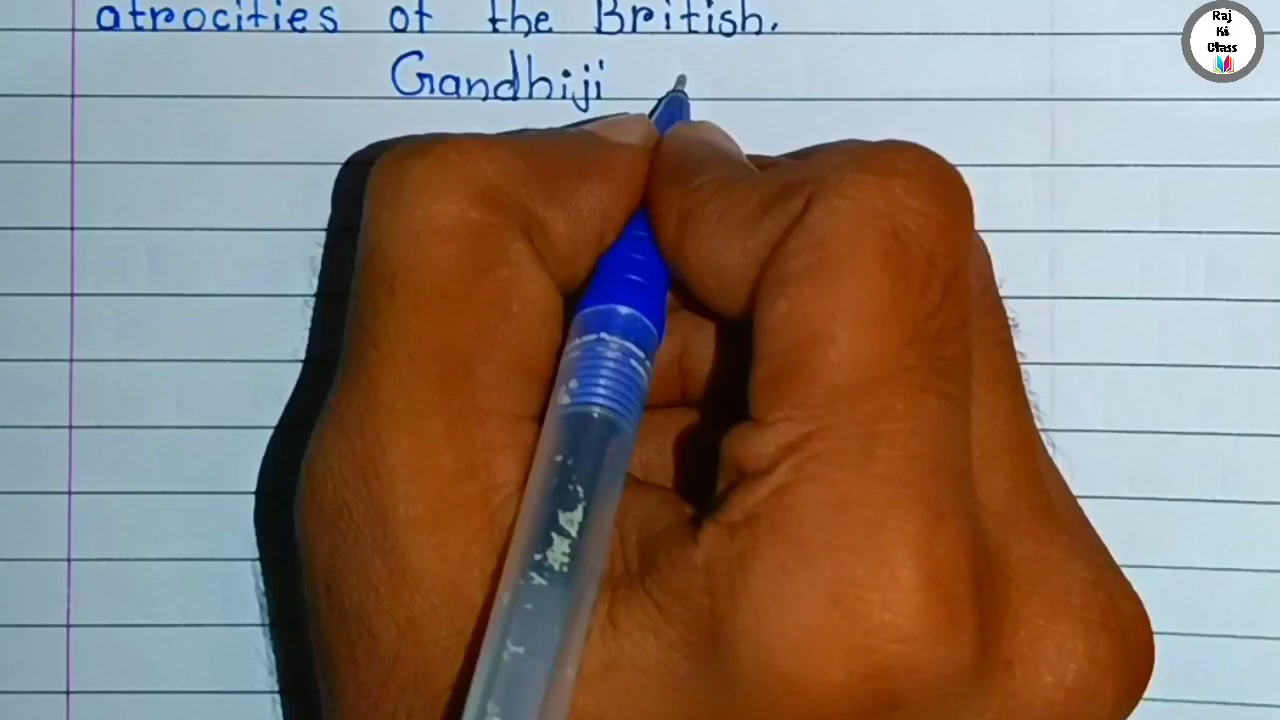 atrocities of the British.
Gandhiji
Raj
Ki
Class